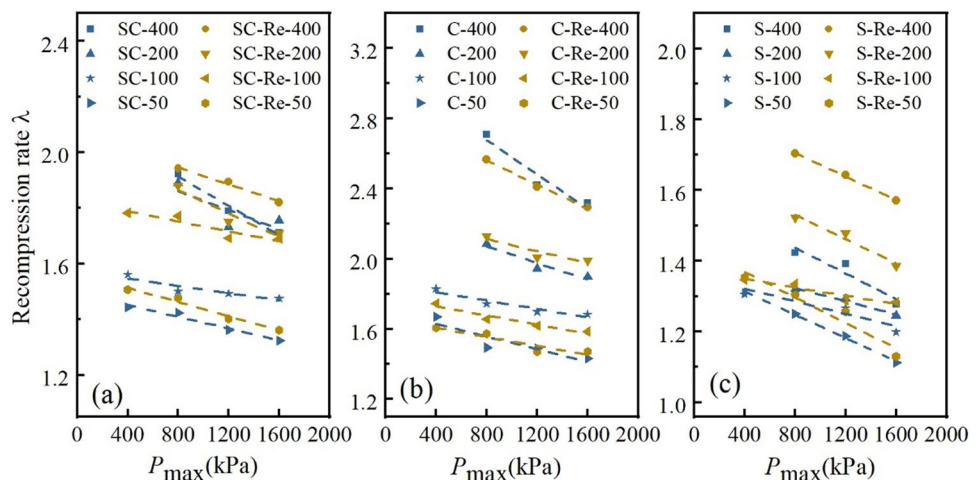 Recompression rate λ
2.4
2.0
1.6
1.2
SC-400 SC-Re-400
SC-200 SC-Re-200
SC-100 SC-Re-100
SC-50 SC-Re-50
(a)
0 400 800 1200 1600 2000
Pmax(kPa)
3.2
2.8
2.4
2.0
1.6
1.2
C-400 C-Re-400
C-200 C-Re-200
C-100 C-Re-100
C-50 C-Re-50
(b)
0 400 800 1200 1600 2000
Pmax(kPa)
2.0
1.8
1.6
1.4
1.2
1.0
S-400 S-Re-400
S-200 S-Re-200
S-100 S-Re-100
S-50 S-Re-50
(c)
0 400 800 1200 1600 2000
Pmax(kPa)